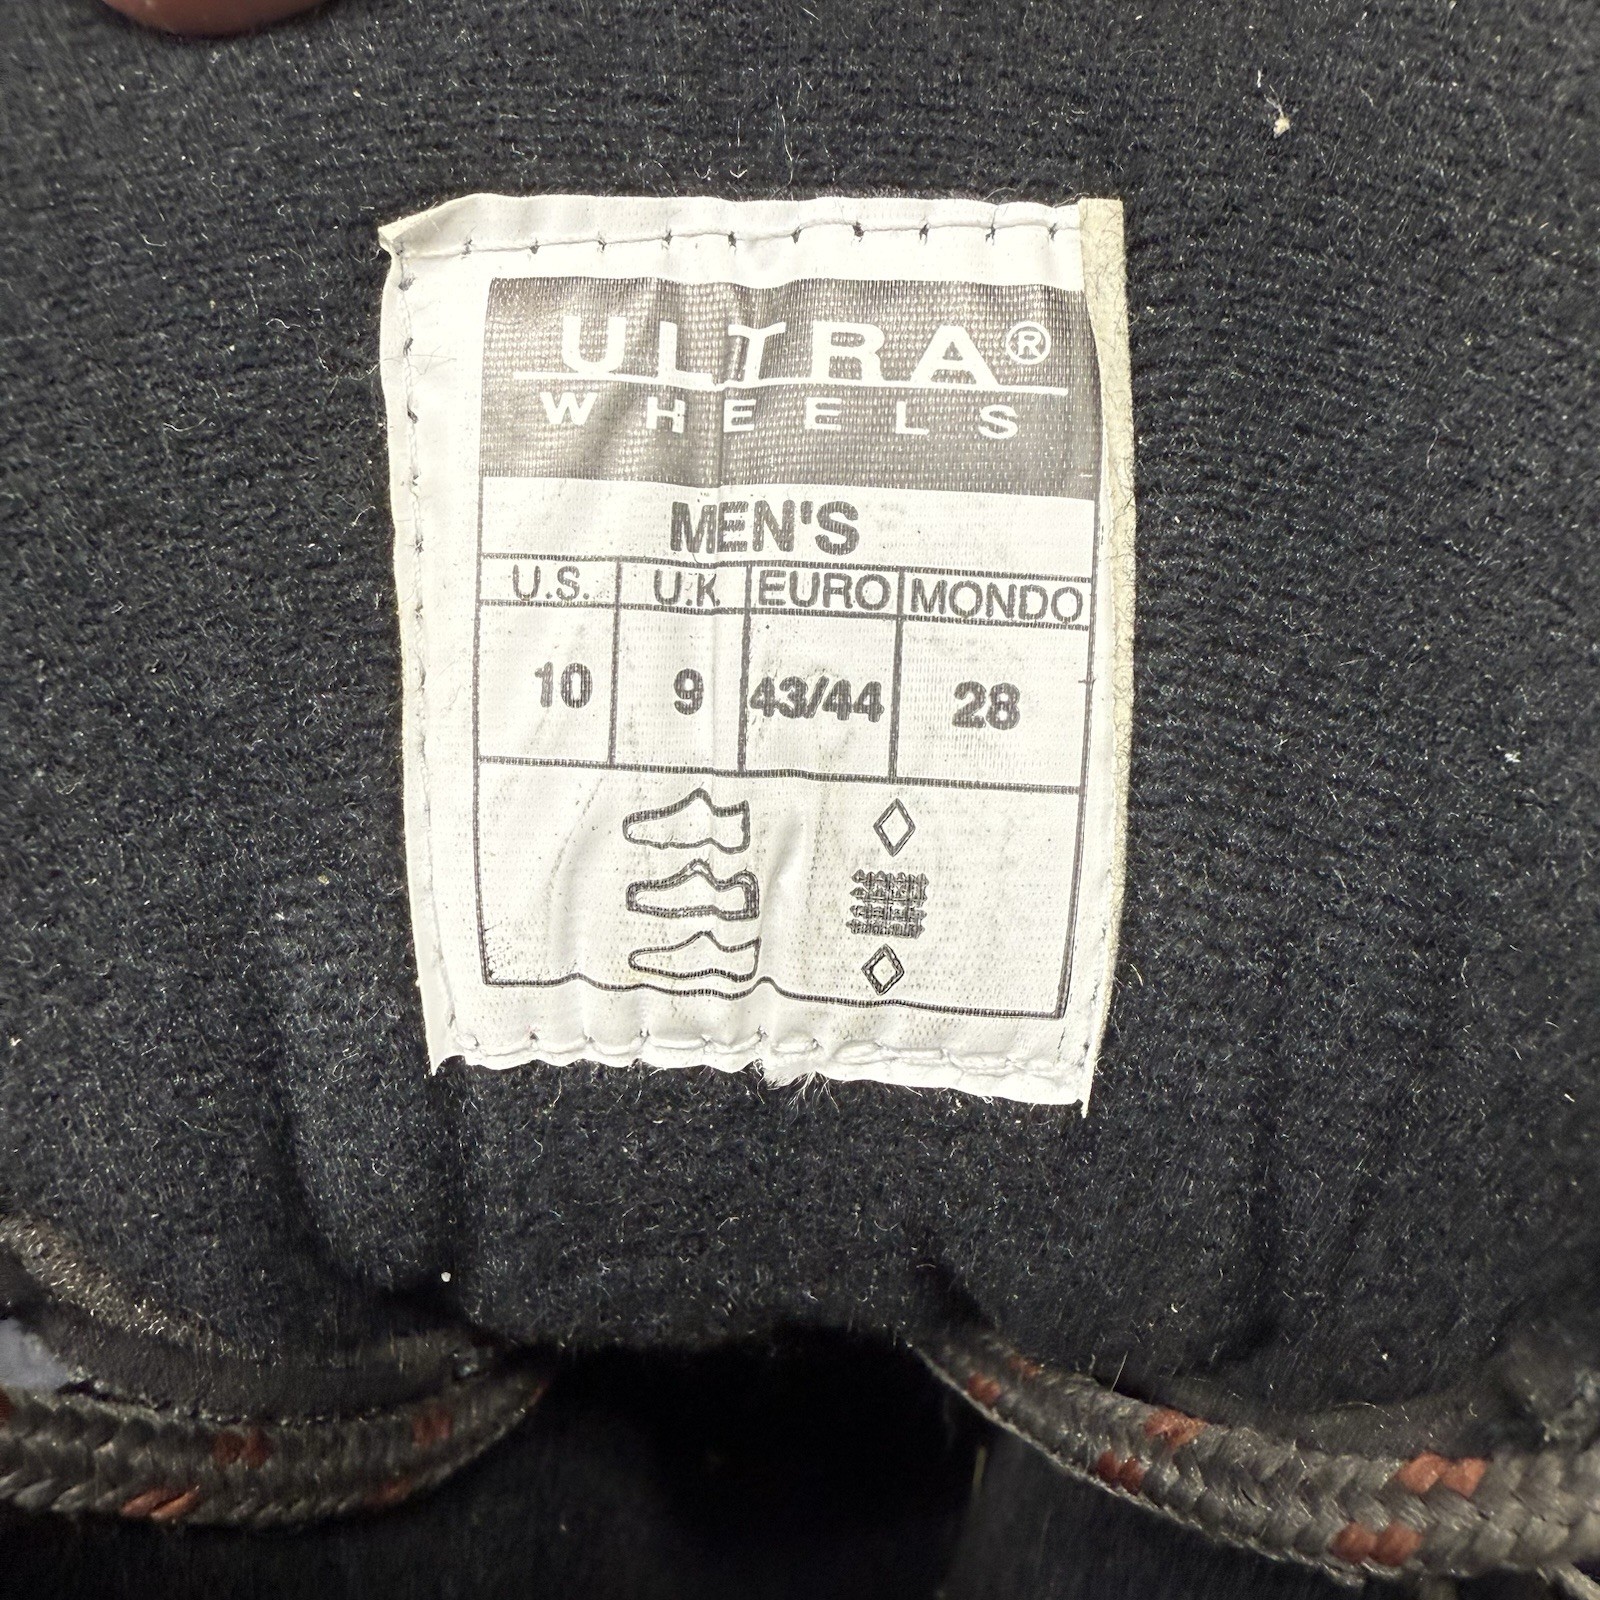 ULTRA®
WHEELS
MEN'S
U.S. U.K EURO MONDO
10 9 43/44 28